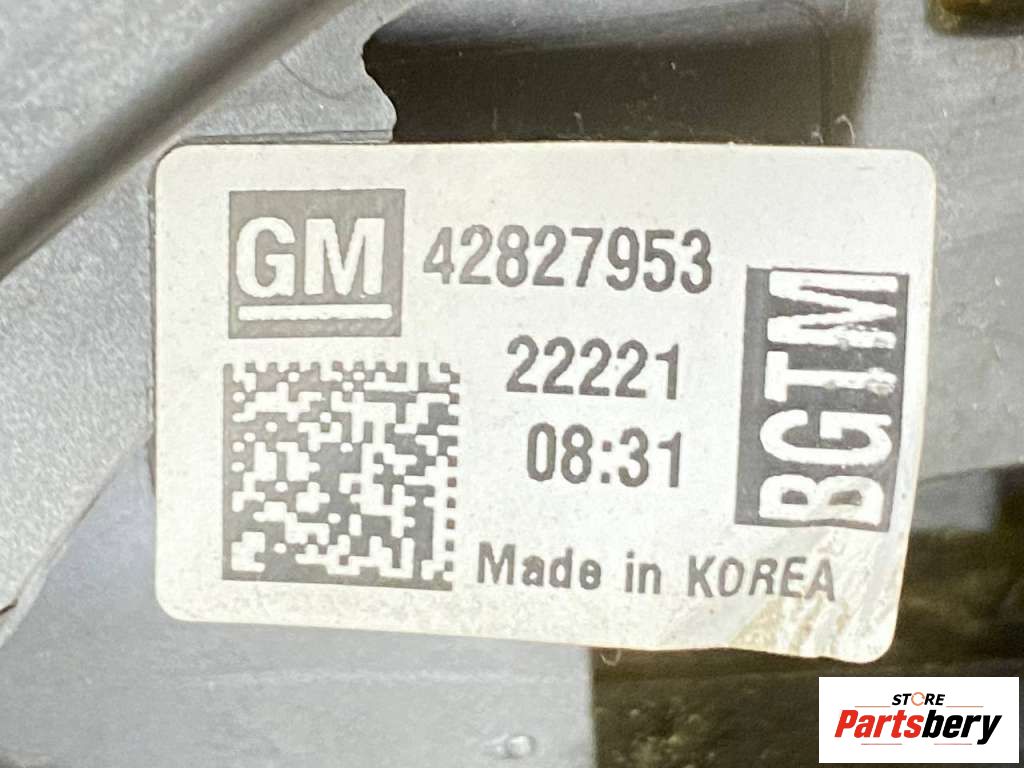 GM 42827953
22221
08:31
BGTM
Made in KOREA
STORE
Partsbery